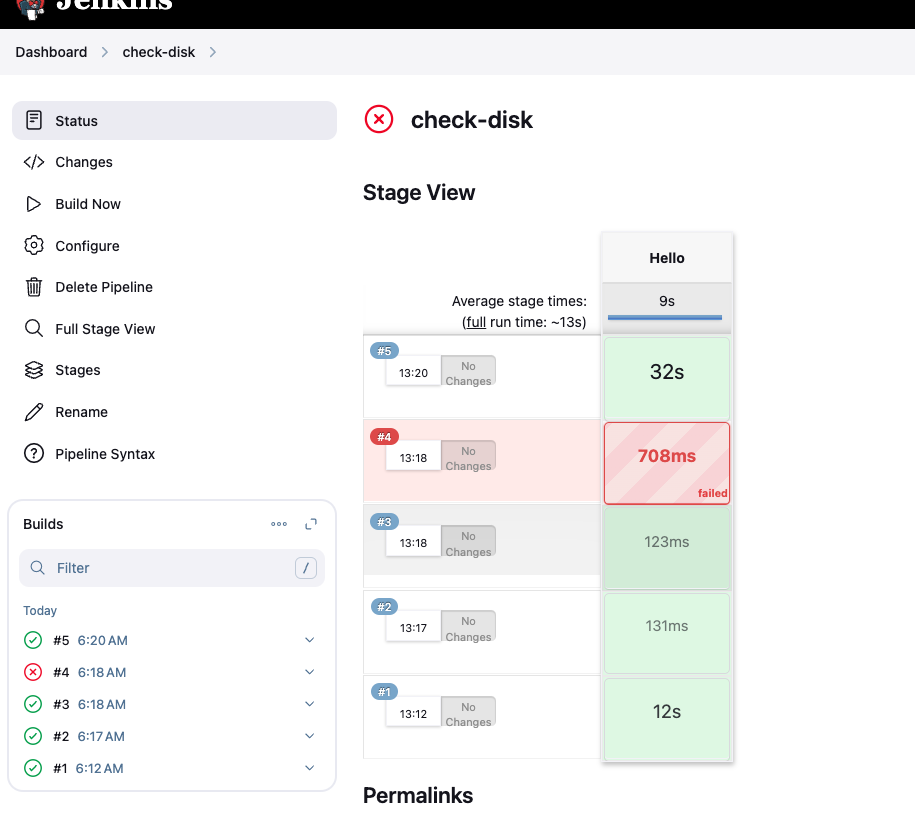 Jenkins
Dashboard
check-disk
Status
Changes
Build Now
Configure
Delete Pipeline
Full Stage View
Stages
Rename
Pipeline Syntax
Builds
Filter
/
Today
#5 6:20 AM
#4 6:18 AM
#3 6:18 AM
#2 6:17 AM
#1 6:12 AM
check-disk
Stage View
Hello
Average stage times:
(full run time: ~13s)
9s
#5
13:20
No
Changes
32s
#4
13:18
No
Changes
708ms
failed
#3
13:18
No
Changes
123ms
#2
13:17
No
Changes
131ms
#1
13:12
No
Changes
12s
Permalinks